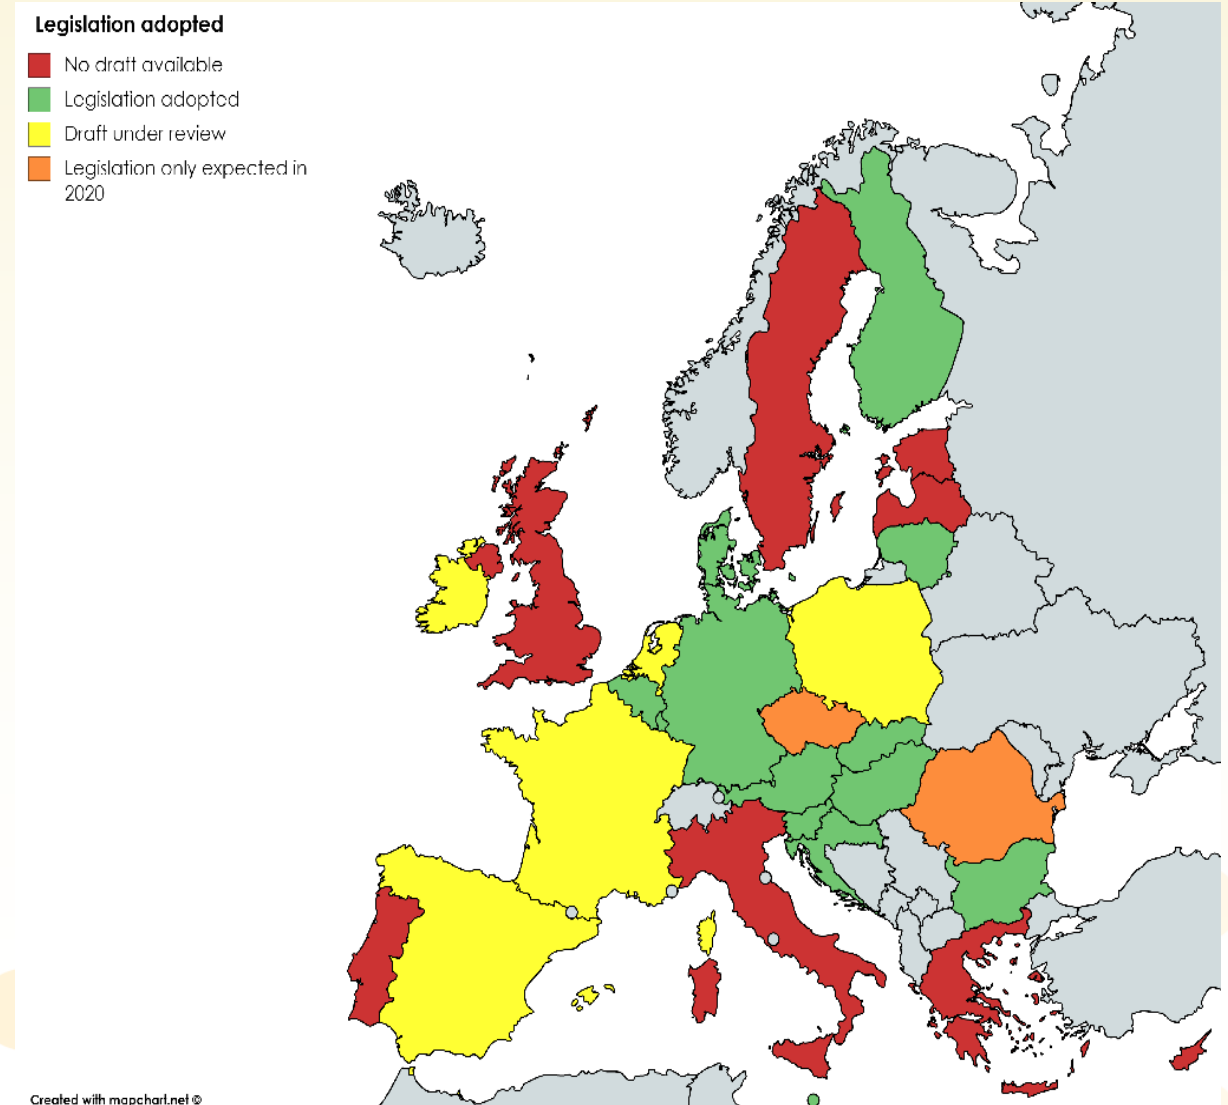 Legislation adopted
No draft available
Legislation adopted
Draft under review
Legislation only expected in
2020
Created with mapchart.net ©